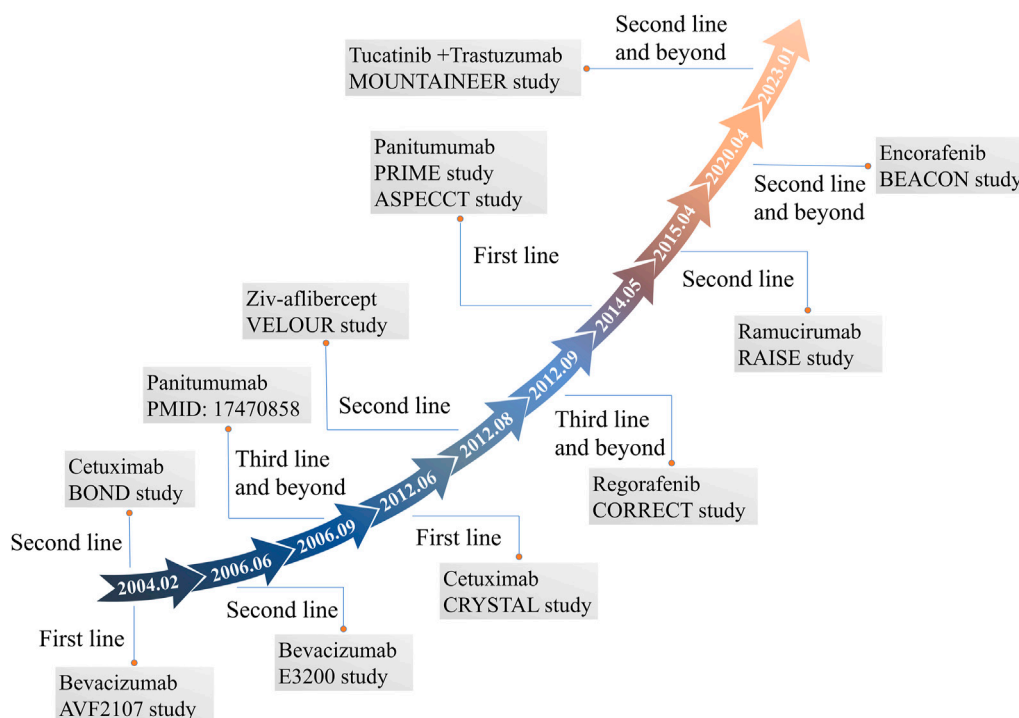 Second line
and beyond
Tucatinib +Trastuzumab
MOUNTAINEER study
2023.01
Panitumumab
PRIME study
ASPECCT study
2020.04
Encorafenib
BEACON study
Second line
and beyond
First line
2015.04
Second line
Ziv-aflibercept
VELOUR study
2014.05
Ramucirumab
RAISE study
Panitumumab
PMID: 17470858
Second line
2012.09
Third line
and beyond
Cetuximab
BOND study
Third line
and beyond
2012.08
Regorafenib
CORRECT study
Second line
2012.06
First line
2006.09
2006.06
2004.02
Cetuximab
CRYSTAL study
First line
Second line
Bevacizumab
E3200 study
Bevacizumab
AVF2107 study